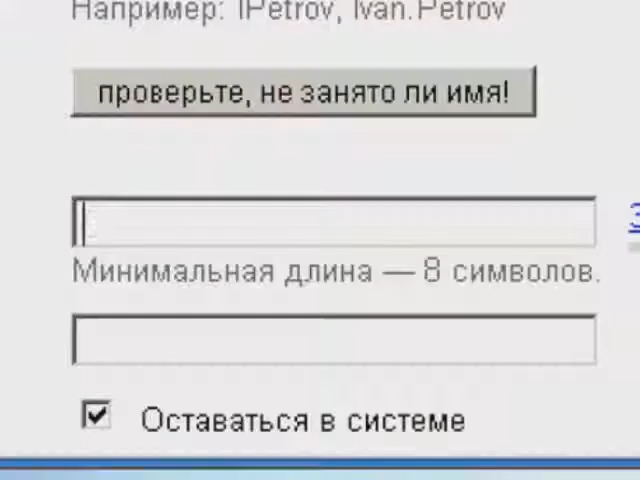 Например: IPetrov, Ivan.Petrov
проверьте, не занято ли имя!
Минимальная длина — 8 символов.
Оставаться в системе